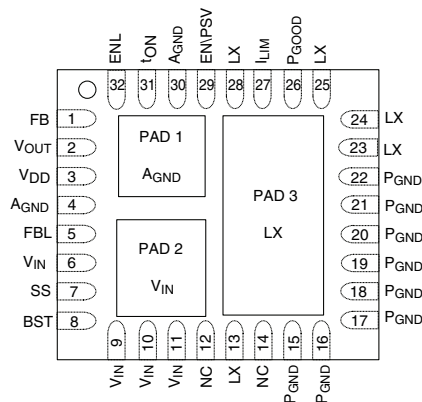 ENL tON AGND EN\PSV LX ILIM PGOOD LX
32 31 30 29 28 27 26 25
FB 1
VOUT 2
VDD 3
AGND 4
FBL 5
VIN 6
SS 7
BST 8
PAD 1
AGND
PAD 2
VIN
PAD 3
LX
24 LX
23 LX
22 PGND
21 PGND
20 PGND
19 PGND
18 PGND
17 PGND
9 10 11 12 13 14 15 16
VIN VIN VIN NC LX NC PGND PGND